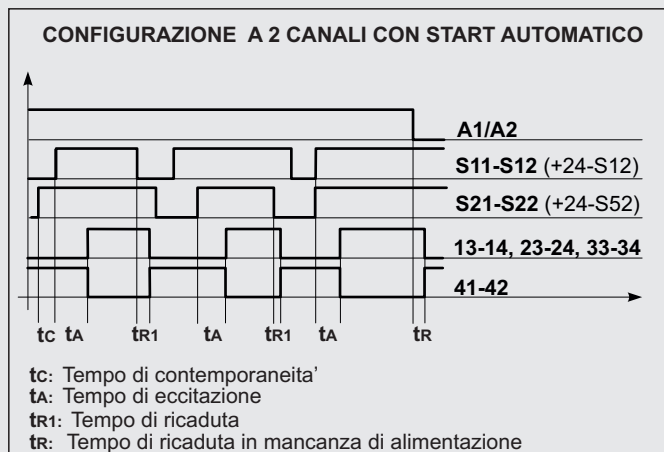 CONFIGURAZIONE A 2 CANALI CON START AUTOMATICO
A1/A2
S11-S12 (+24-S12)
S21-S22 (+24-S52)
13-14, 23-24, 33-34
41-42
tC tA tR1 tA tR1 tA tR
tC: Tempo di contemporaneita'
tA: Tempo di eccitazione
tR1: Tempo di ricaduta
tR: Tempo di ricaduta in mancanza di alimentazione